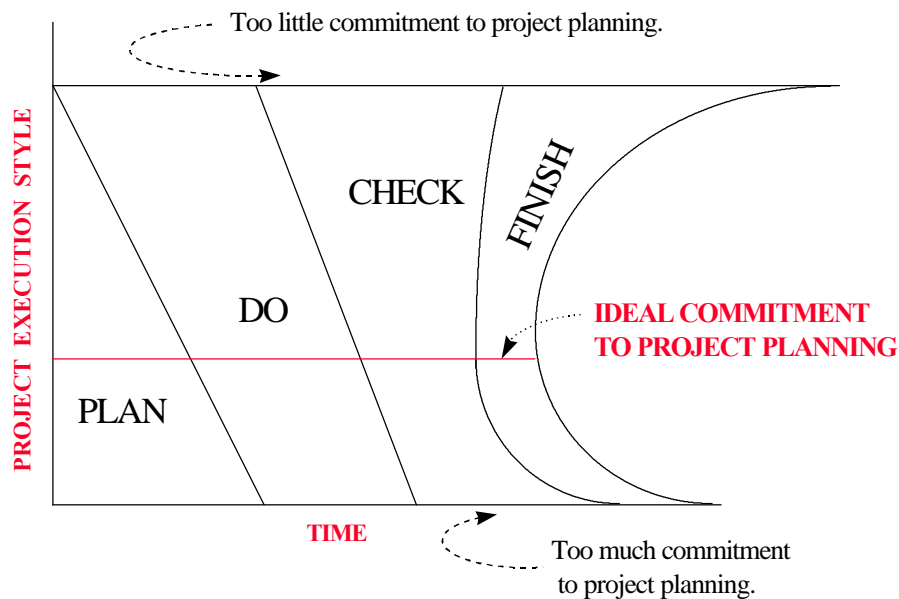 Too little commitment to project planning.
PROJECT EXECUTION STYLE
CHECK
FINISH
DO
IDEAL COMMITMENT
TO PROJECT PLANNING
PLAN
TIME
Too much commitment
to project planning.